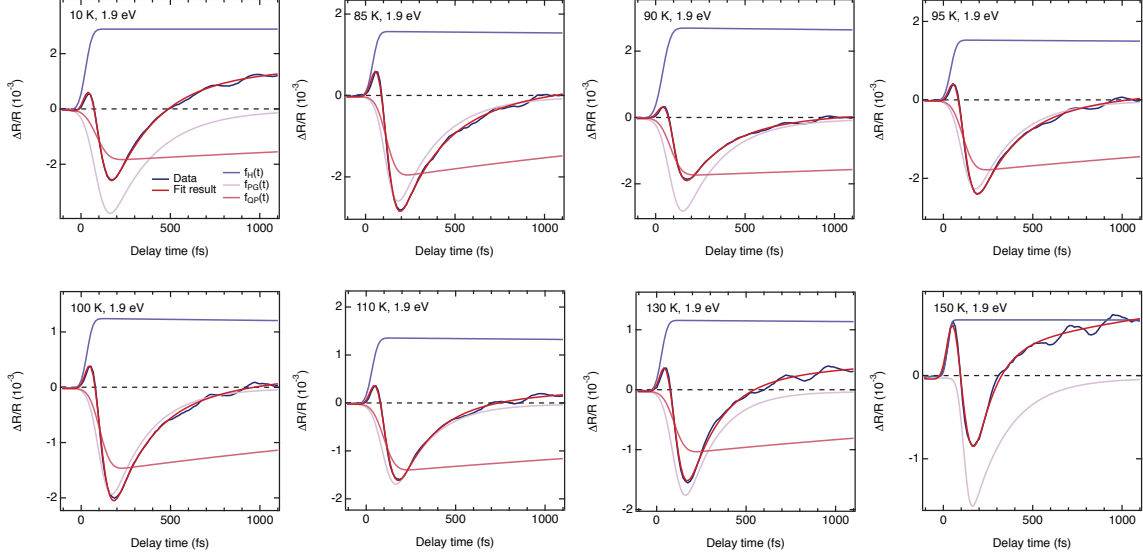 10 K, 1.9 eV
ΔR/R (10⁻³)
2
0
-2
Data
Fit result
f_H(t)
f_PG(t)
f_QP(t)
0
500
1000
Delay time (fs)
85 K, 1.9 eV
ΔR/R (10⁻³)
2
0
-2
0
500
1000
Delay time (fs)
90 K, 1.9 eV
ΔR/R (10⁻³)
2
0
-2
0
500
1000
Delay time (fs)
95 K, 1.9 eV
ΔR/R (10⁻³)
2
0
-2
0
500
1000
Delay time (fs)
100 K, 1.9 eV
ΔR/R (10⁻³)
1
0
-1
-2
0
500
1000
Delay time (fs)
110 K, 1.9 eV
ΔR/R (10⁻³)
2
1
0
-1
-2
0
500
1000
Delay time (fs)
130 K, 1.9 eV
ΔR/R (10⁻³)
1
0
-1
-2
0
500
1000
Delay time (fs)
150 K, 1.9 eV
ΔR/R (10⁻³)
0
-1
0
500
1000
Delay time (fs)